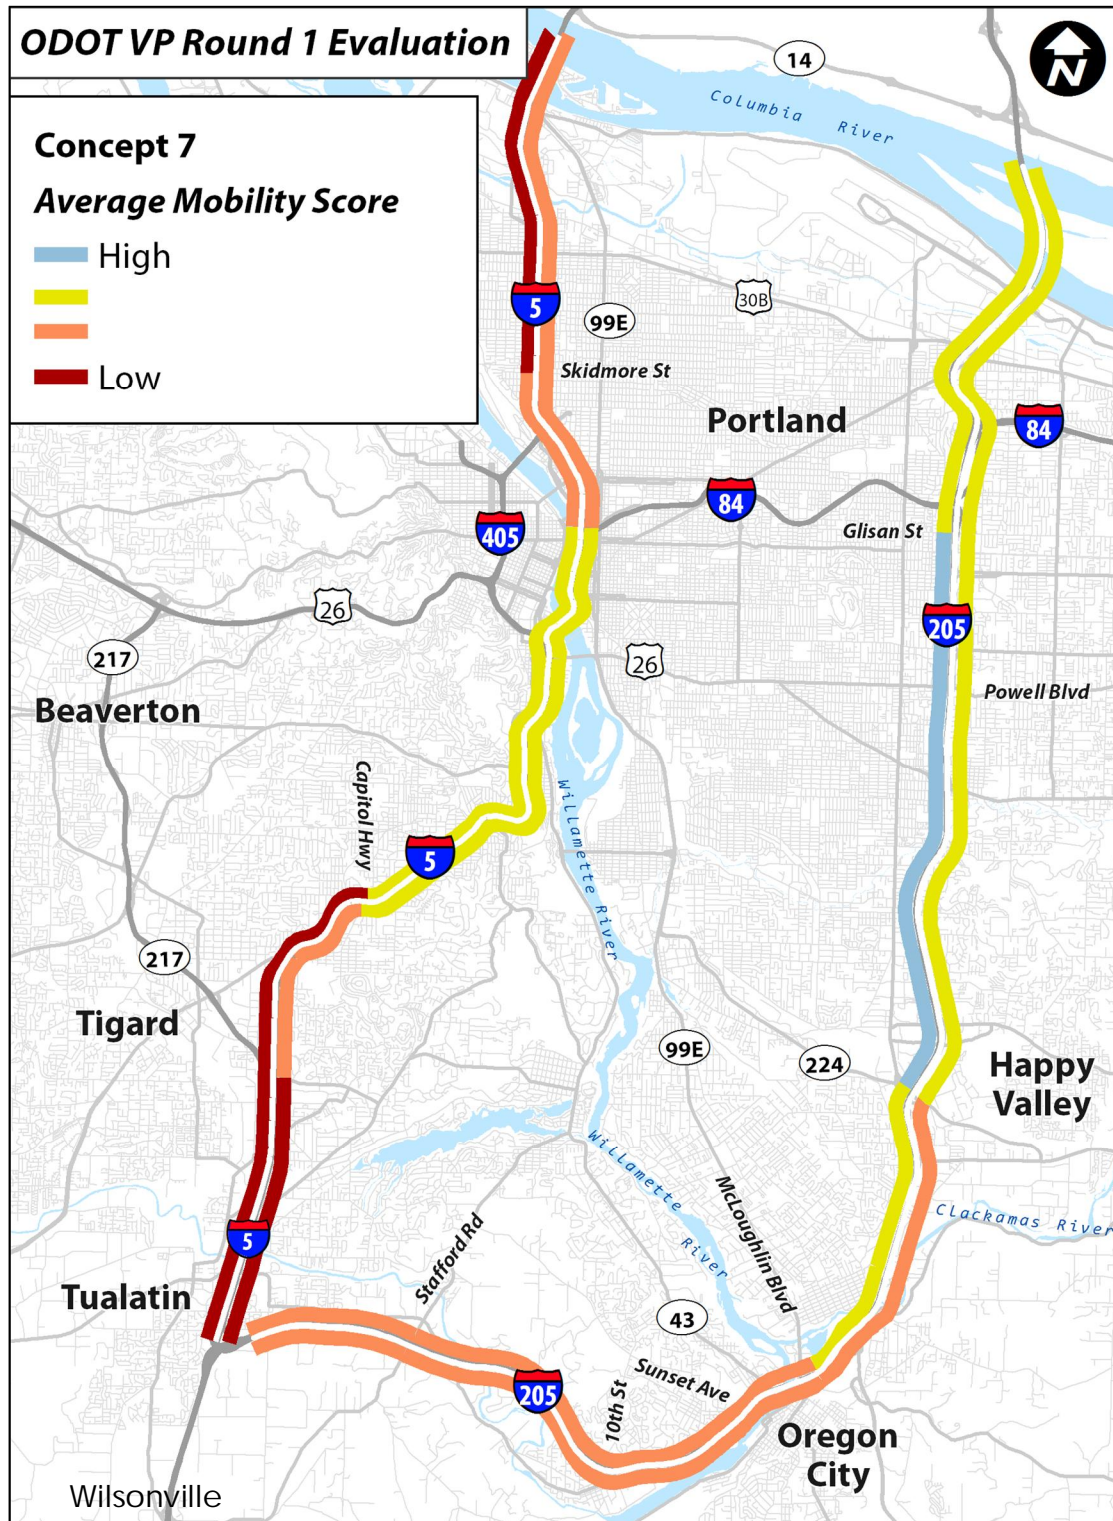 ODOT VP Round 1 Evaluation
Concept 7
Average Mobility Score
High
Low
N
14
Columbia River
5
99E
30B
Skidmore St
Portland
84
84
405
Glisan St
26
205
217
26
Beaverton
Powell Blvd
Capitol Hwy
Willamette River
5
217
Tigard
99E
224
Happy
Valley
Willamette
River
McLoughlin Blvd
Clackamas River
5
Stafford Rd
Tualatin
43
Sunset Ave
205
10th St
Oregon
City
Wilsonville